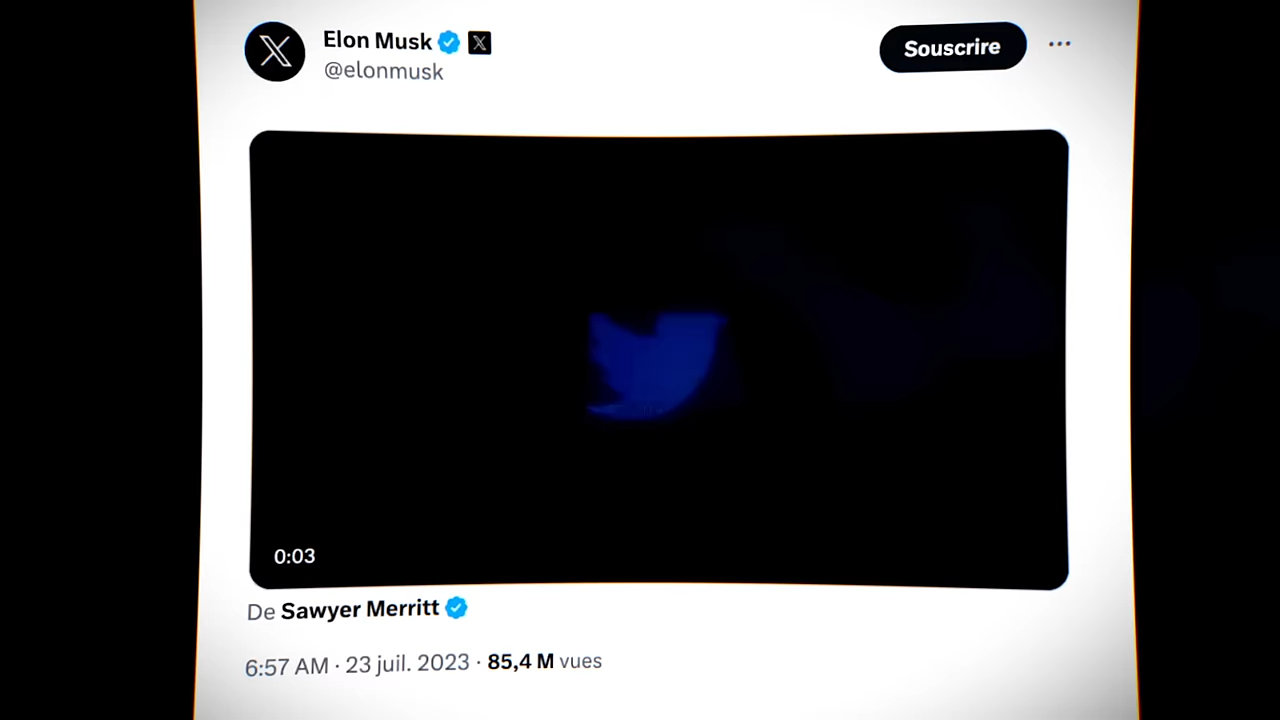 Elon Musk
@elonmusk
Souscrire
0:03
De Sawyer Merritt
6:57 AM · 23 juil. 2023 · 85,4 M vues